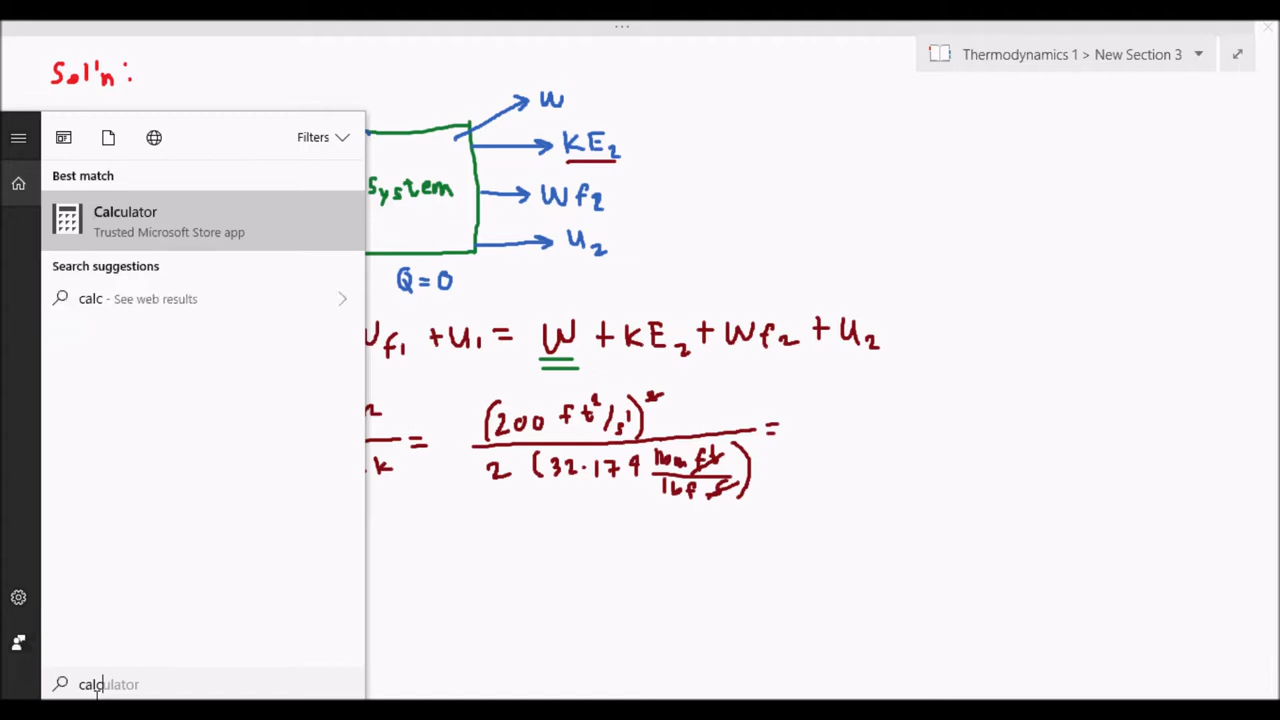 Thermodynamics 1 > New Section 3
Sol'n :
Filters
Best match
Calculator
Trusted Microsoft Store app
Search suggestions
calc - See web results
W
KE2
System
Wf2
U2
Q = 0
f1 + U1 = W + KE2 + Wf2 + U2
k = (200 ft/s)² / 2 (32.174 lbm ft / lbf s²) =
calculator